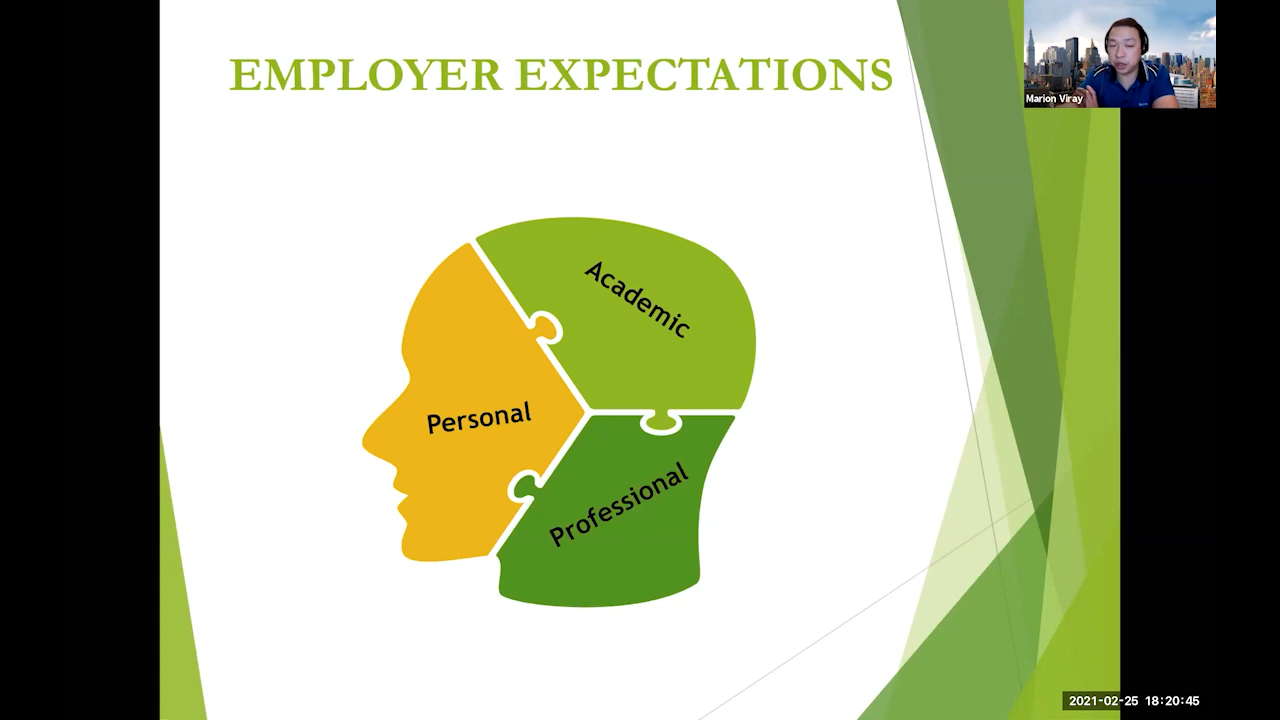 EMPLOYER EXPECTATIONS
Marion Viray
Academic
Personal
Professional
2021-02-25 18:20:45